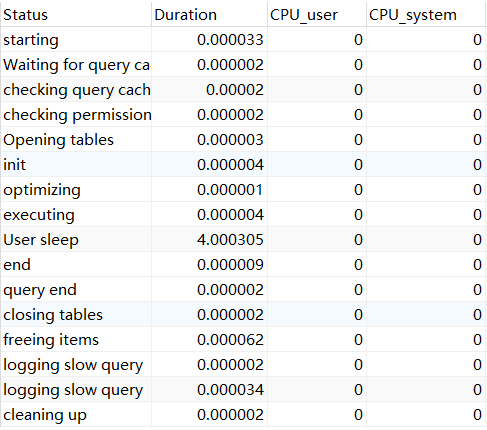 Status Duration CPU_user CPU_system
starting 0.000033 0 0
Waiting for query ca 0.000002 0 0
checking query cach 0.00002 0 0
checking permission 0.000002 0 0
Opening tables 0.000003 0 0
init 0.000004 0 0
optimizing 0.000001 0 0
executing 0.000004 0 0
User sleep 4.000305 0 0
end 0.000009 0 0
query end 0.000002 0 0
closing tables 0.000002 0 0
freeing items 0.000062 0 0
logging slow query 0.000002 0 0
logging slow query 0.000034 0 0
cleaning up 0.000002 0 0